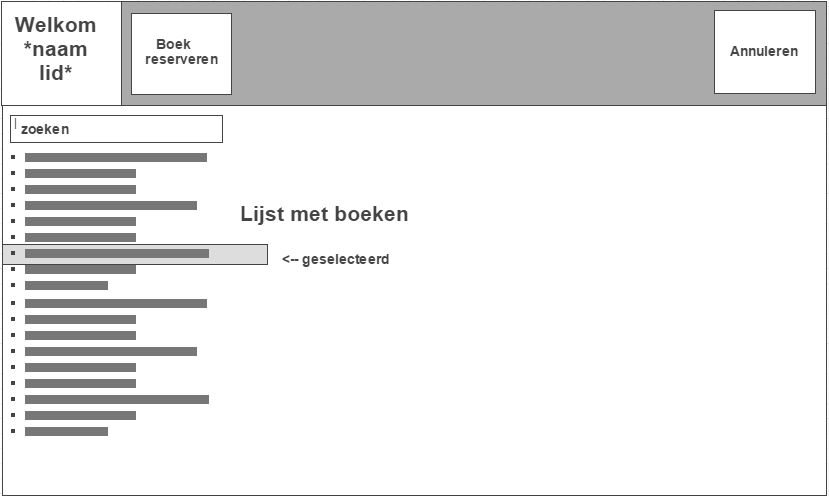 Welkom
*naam
lid*
Boek
reserveren
Annuleren
zoeken
Lijst met boeken
<-- geselecteerd